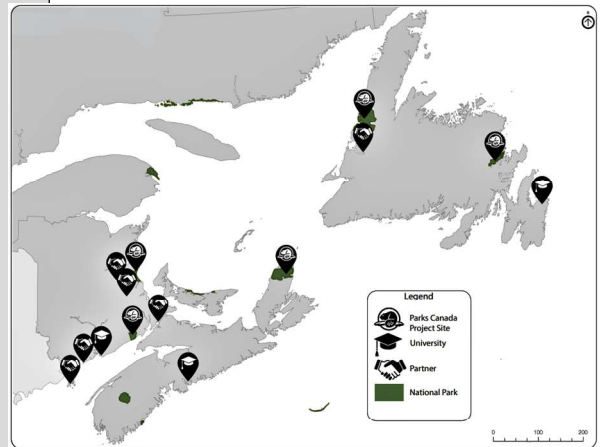 Legend
Parks Canada
Project Site
University
Partner
National Park
0 100 200